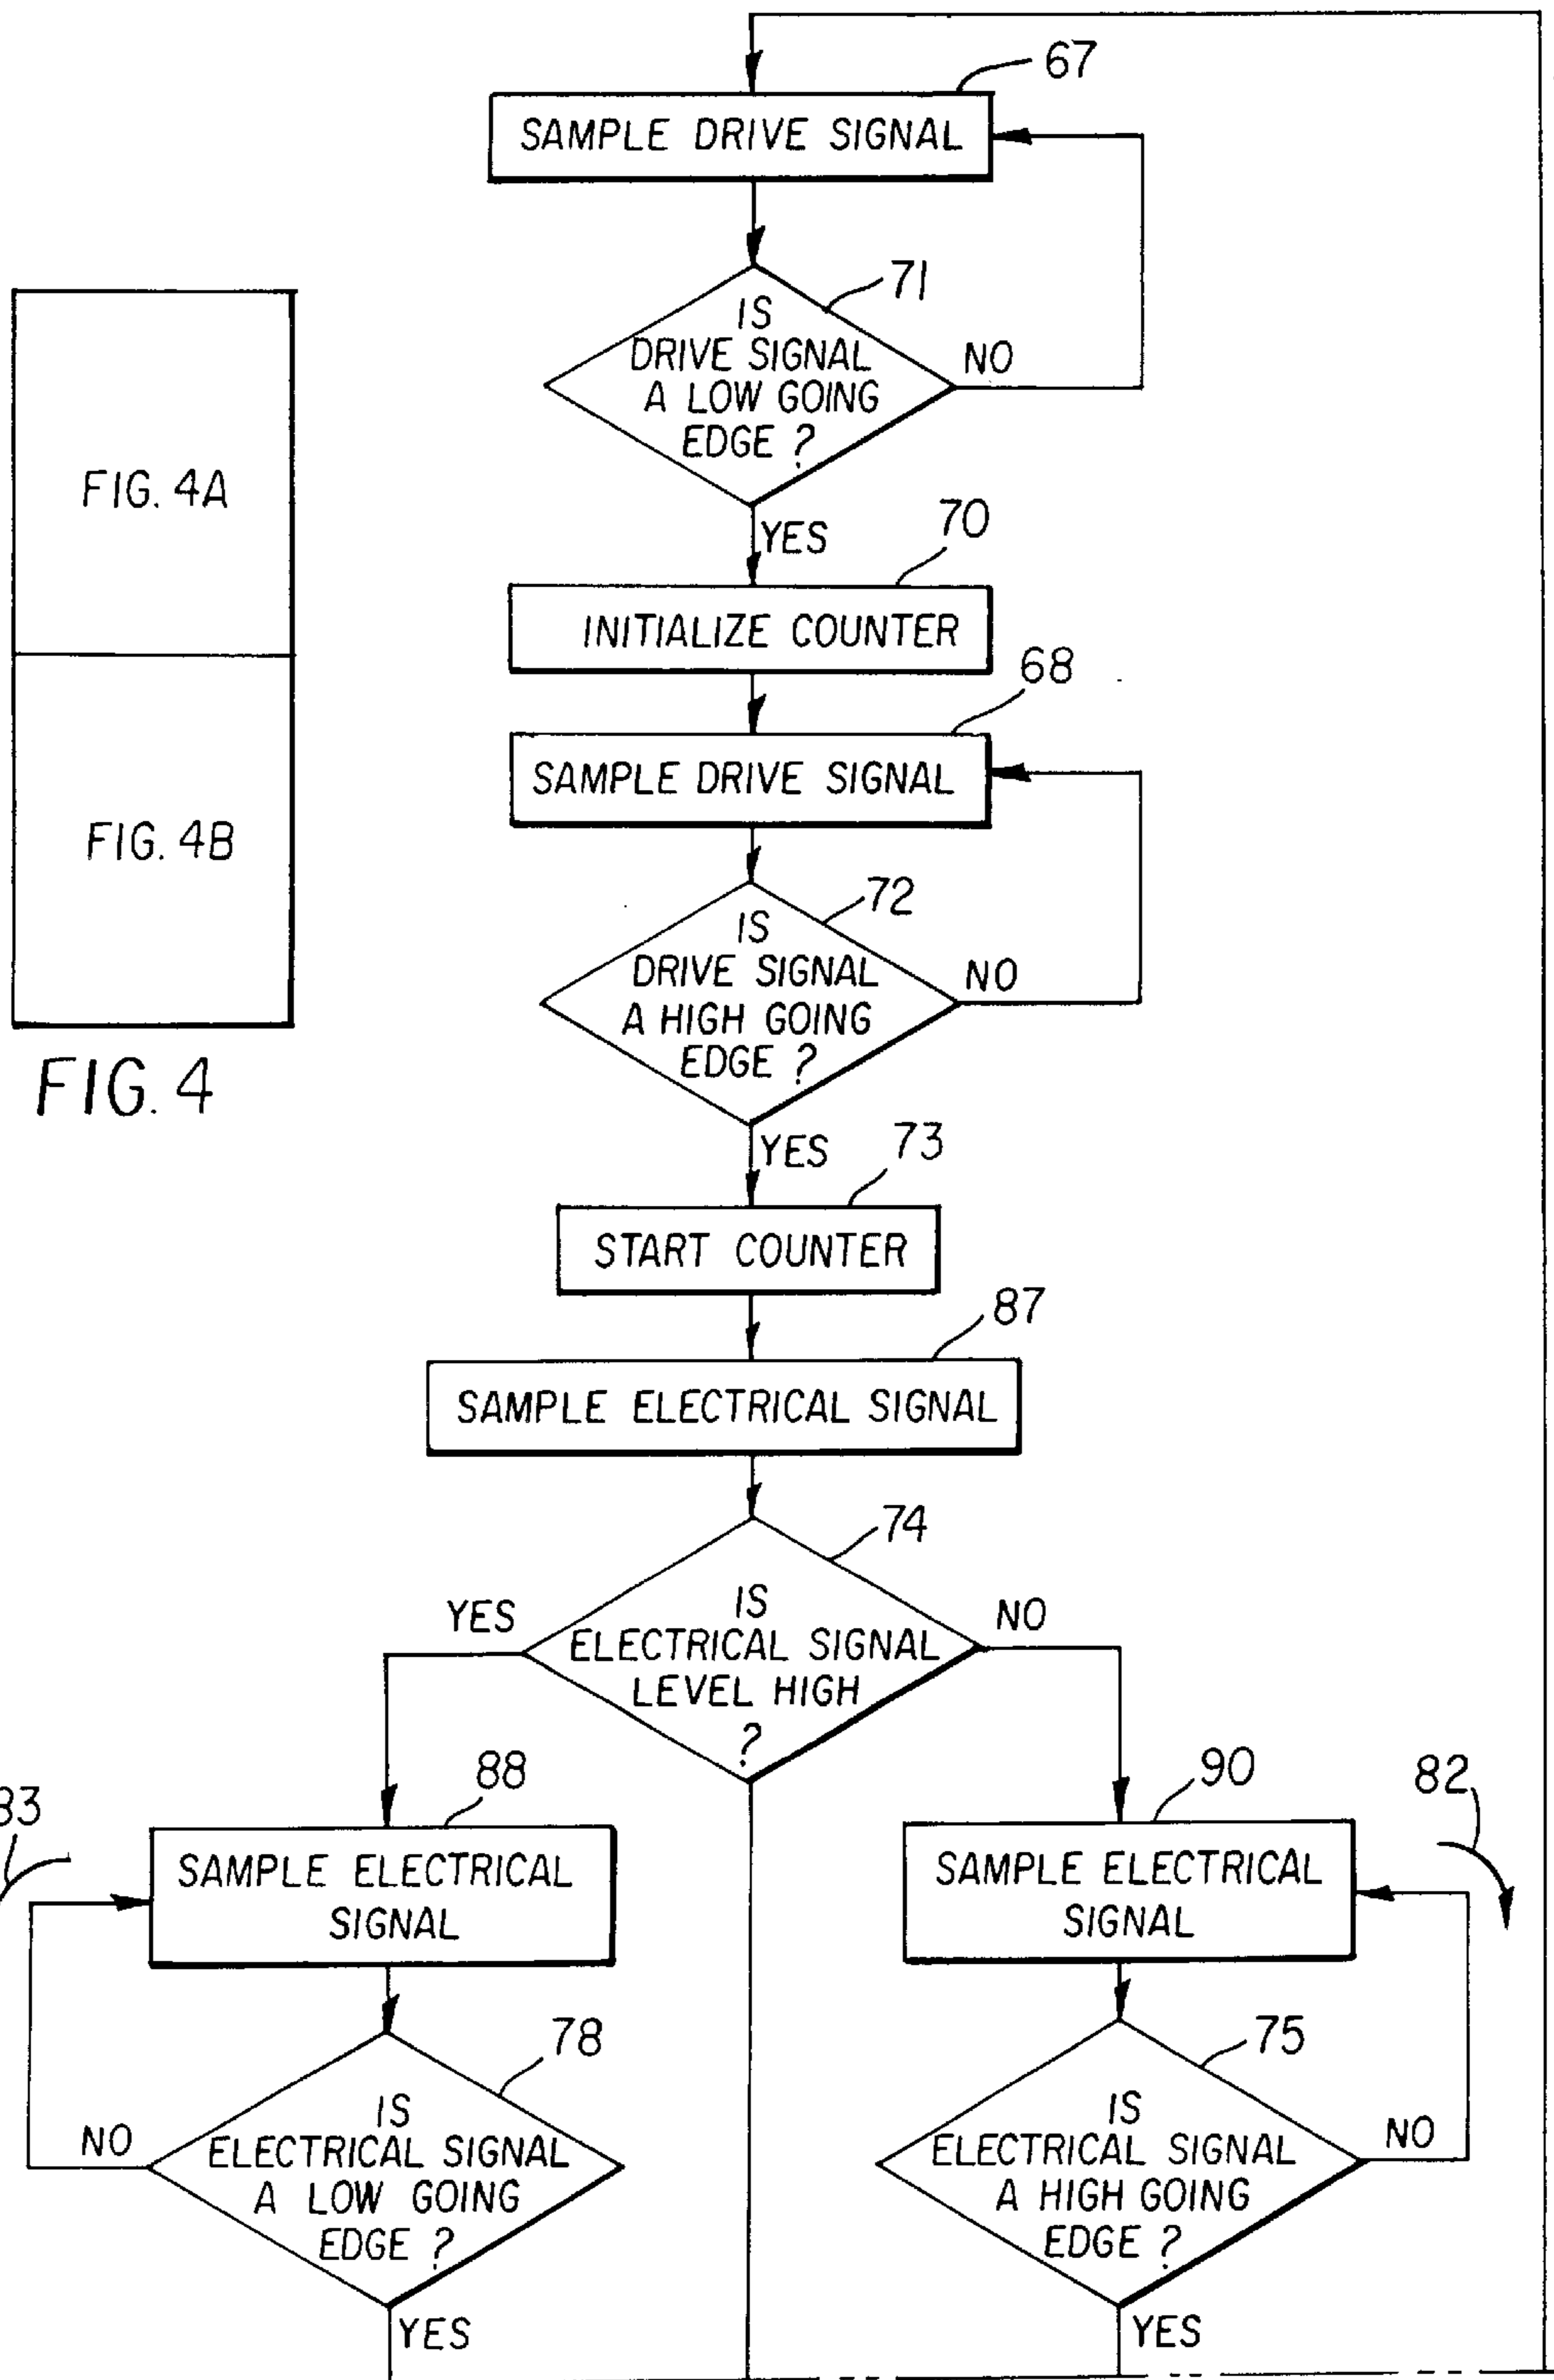 67
SAMPLE DRIVE SIGNAL
71
IS
DRIVE SIGNAL
A LOW GOING
EDGE ?
NO
YES
FIG. 4A
FIG. 4B
FIG. 4
70
INITIALIZE COUNTER
68
SAMPLE DRIVE SIGNAL
72
IS
DRIVE SIGNAL
A HIGH GOING
EDGE ?
NO
YES
73
START COUNTER
87
SAMPLE ELECTRICAL SIGNAL
74
IS
ELECTRICAL SIGNAL
LEVEL HIGH
?
YES
NO
83
88
SAMPLE ELECTRICAL
SIGNAL
90
82
SAMPLE ELECTRICAL
SIGNAL
78
IS
ELECTRICAL SIGNAL
A LOW GOING
EDGE ?
NO
YES
75
IS
ELECTRICAL SIGNAL
A HIGH GOING
EDGE ?
NO
YES